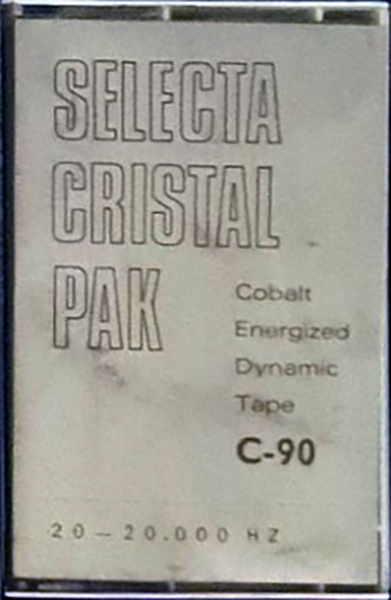 SELECTA
CRISTAL
PAK
Cobalt
Energized
Dynamic
Tape
C-90
20 – 20.000 HZ